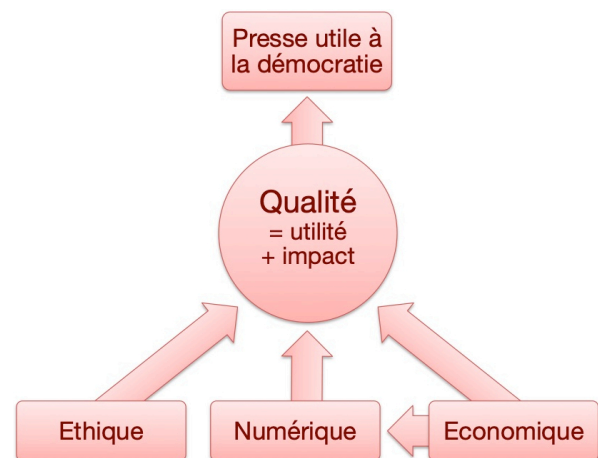 Presse utile à
la démocratie
Qualité
= utilité
+ impact
Ethique
Numérique
Economique